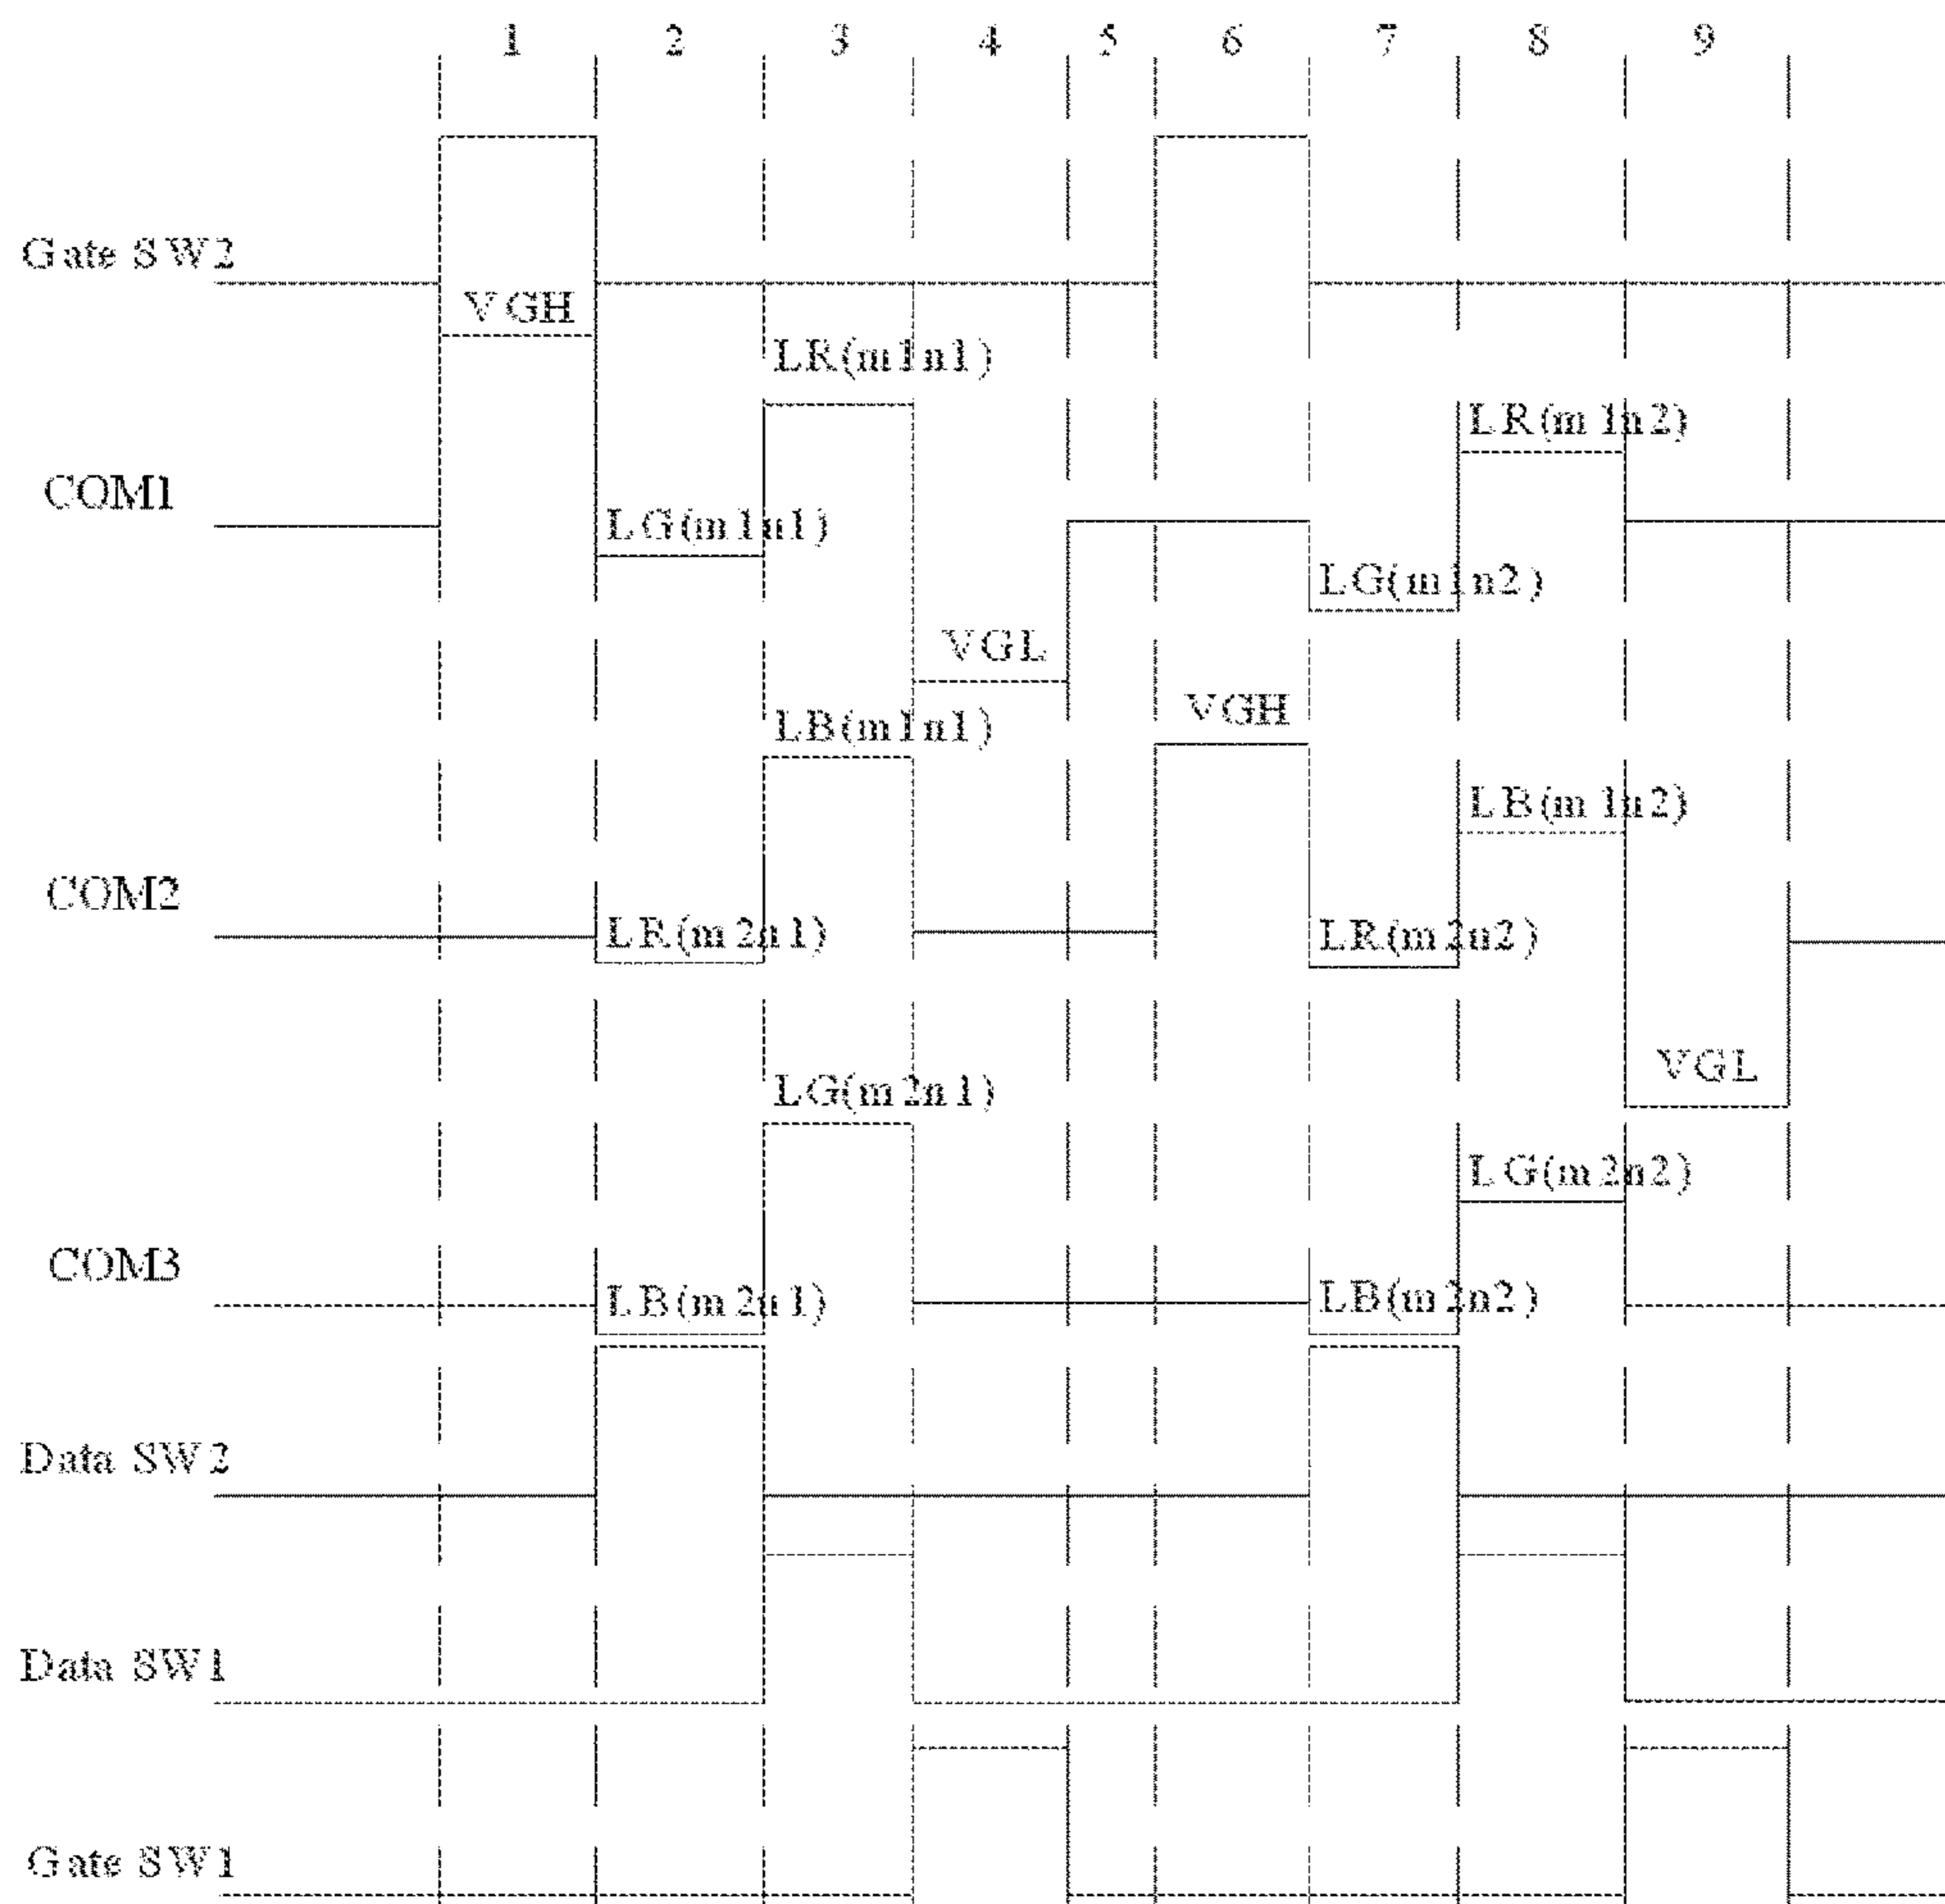 1 2 3 4 5 6 7 8 9
Gate SW2
VGH
LR(m1n1)
LR(m1n2)
COM1
LG(m1n1)
LG(m1n2)
VGL
VGH
LB(m1n1)
LB(m1n2)
COM2
LR(m2n1)
LR(m2n2)
VGL
LG(m2n1)
LG(m2n2)
COM3
LB(m2n1)
LB(m2n2)
Data SW2
Data SW1
Gate SW1